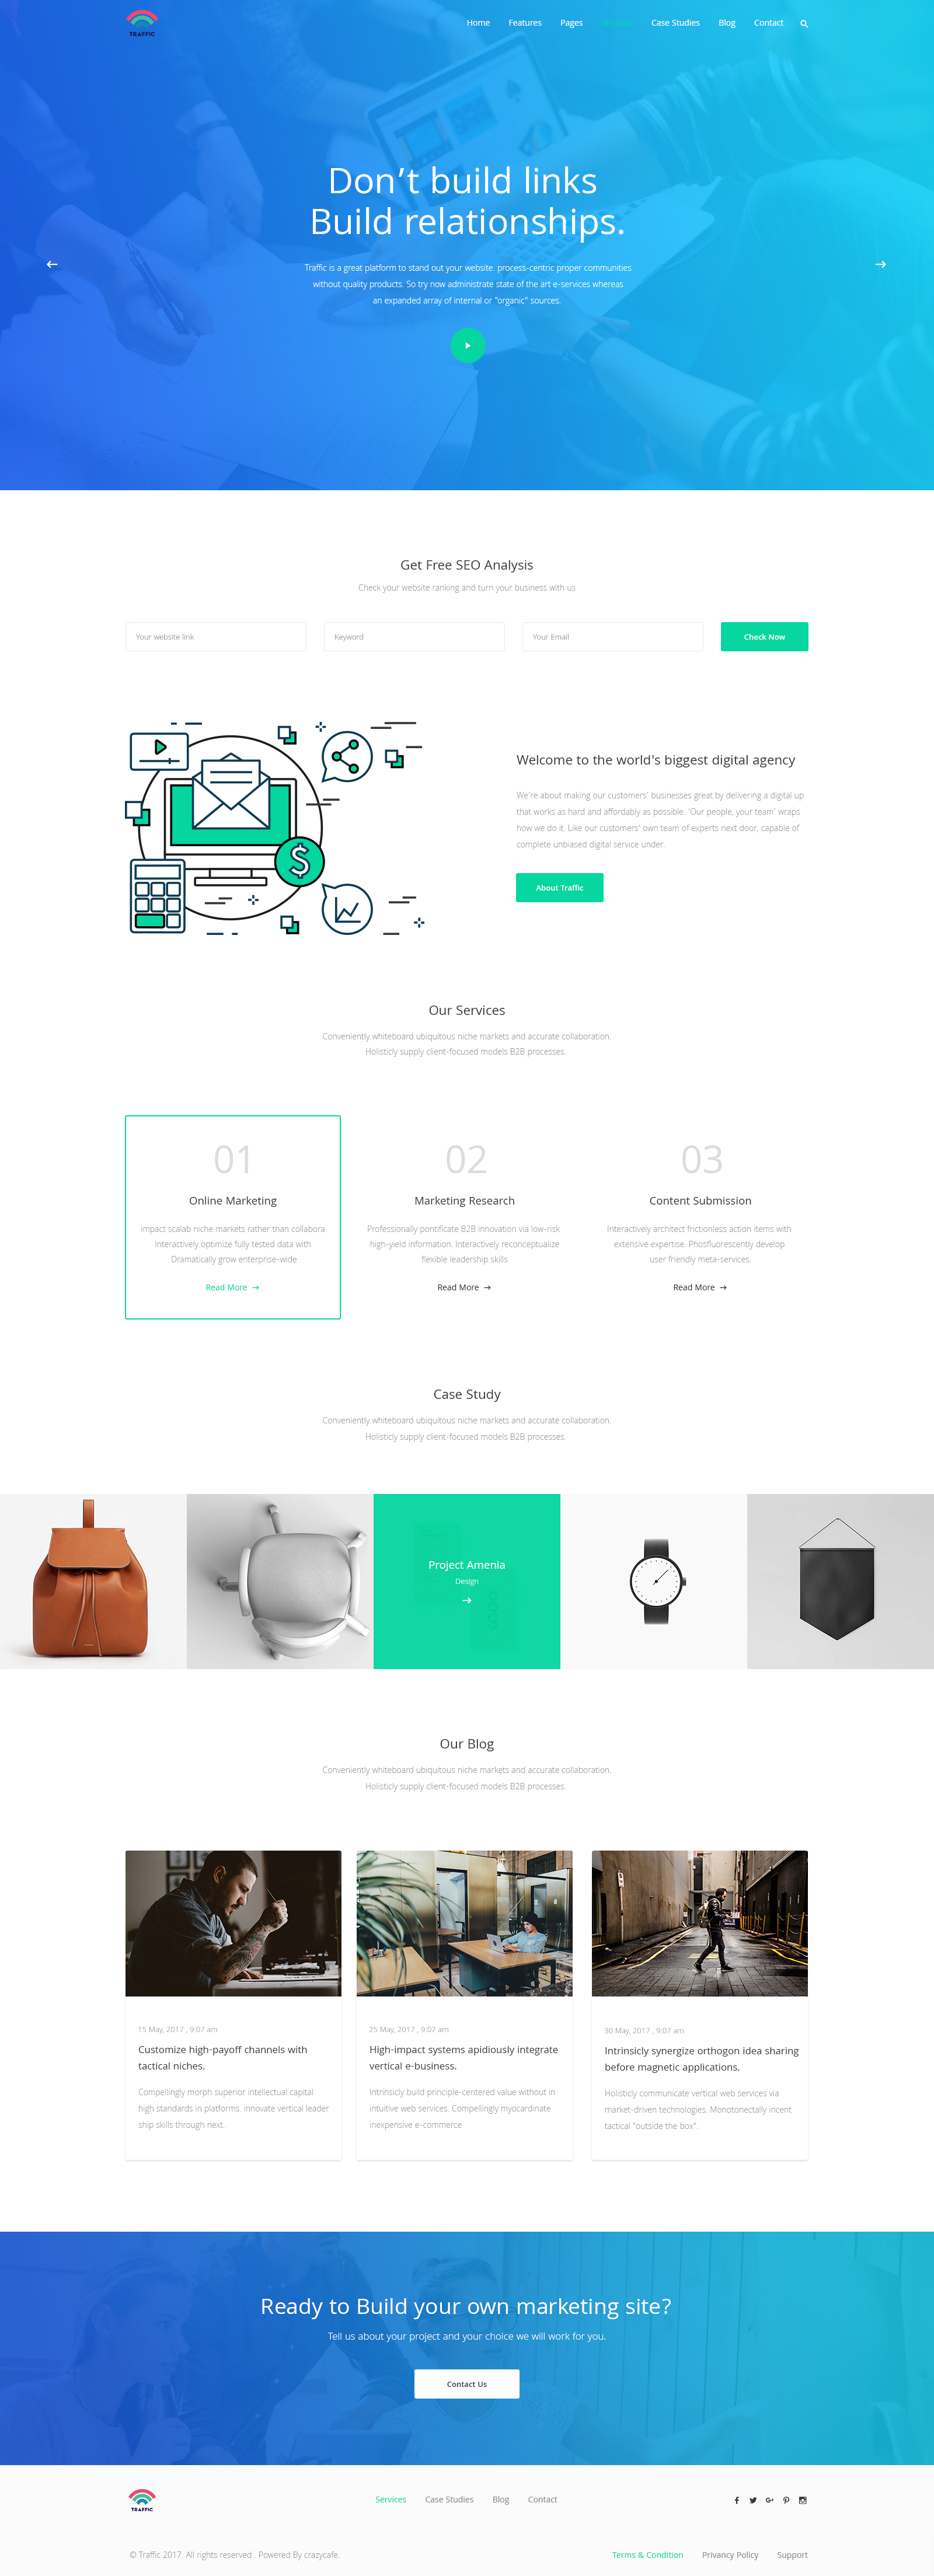 TRAFFIC
Home Features Pages Services Case Studies Blog Contact
Don't build links
Build relationships.
Traffic is a great platform to stand out your website. process-centric proper communities
without quality products. So try now administrate state of the art e-services whereas
an expanded array of internal or "organic" sources.
Get Free SEO Analysis
Check your website ranking and turn your business with us
Your website link Keyword Your Email Check Now
Welcome to the world's biggest digital agency
We're about making our customers' businesses great by delivering a digital up
that works as hard and affordably as possible. 'Our people, your team' wraps
how we do it. Like our customers' own team of experts next door, capable of
complete unbiased digital service under.
About Traffic
Our Services
Conveniently whiteboard ubiquitous niche markets and accurate collaboration.
Holisticly supply client-focused models B2B processes.
01
Online Marketing
impact scalab niche markets rather than collabora
Interactively optimize fully tested data with
Dramatically grow enterprise-wide
Read More →
02
Marketing Research
Professionally pontificate B2B innovation via low-risk
high-yield information. Interactively reconceptualize
flexible leadership skills
Read More →
03
Content Submission
Interactively architect frictionless action items with
extensive expertise. Phosfluorescently develop
user friendly meta-services.
Read More →
Case Study
Conveniently whiteboard ubiquitous niche markets and accurate collaboration.
Holisticly supply client-focused models B2B processes.
Project Amenia
Design
Our Blog
Conveniently whiteboard ubiquitous niche markets and accurate collaboration.
Holisticly supply client-focused models B2B processes.
15 May, 2017 , 9:07 am
Customize high-payoff channels with
tactical niches.
Compellingly morph superior intellectual capital
high standards in platforms. innovate vertical leader
ship skills through next.
25 May, 2017 , 9:07 am
High-impact systems apidiously integrate
vertical e-business.
Intrinsicly build principle-centered value without in
intuitive web services. Compellingly myocardinate
inexpensive e-commerce
30 May, 2017 , 9:07 am
Intrinsicly synergize orthogon idea sharing
before magnetic applications.
Holisticly communicate vertical web services via
market-driven technologies. Monotonectally incent
tactical "outside the box".
Ready to Build your own marketing site?
Tell us about your project and your choice we will work for you.
Contact Us
TRAFFIC
Services Case Studies Blog Contact
© Traffic 2017. All rights reserved . Powered By crazycafe.
Terms & Condition Privacy Policy Support